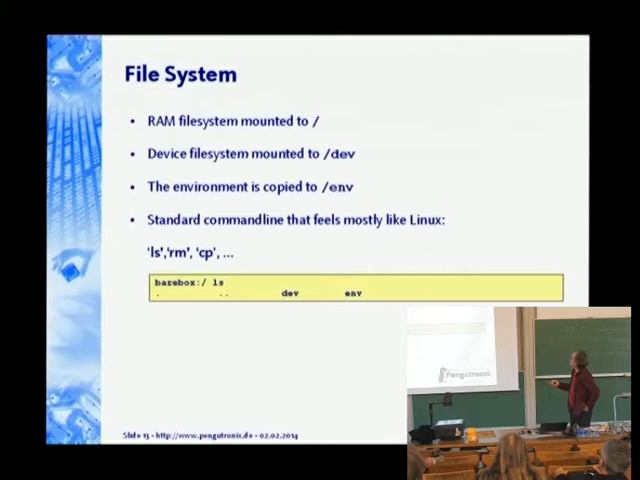 File System
• RAM filesystem mounted to /
• Device filesystem mounted to /dev
• The environment is copied to /env
• Standard commandline that feels mostly like Linux:
‘ls’,‘rm’, ‘cp’, ...
barebox:/ ls
. .. dev env
Pengutronix
Slide 13 - http://www.pengutronix.de - 02.02.2014